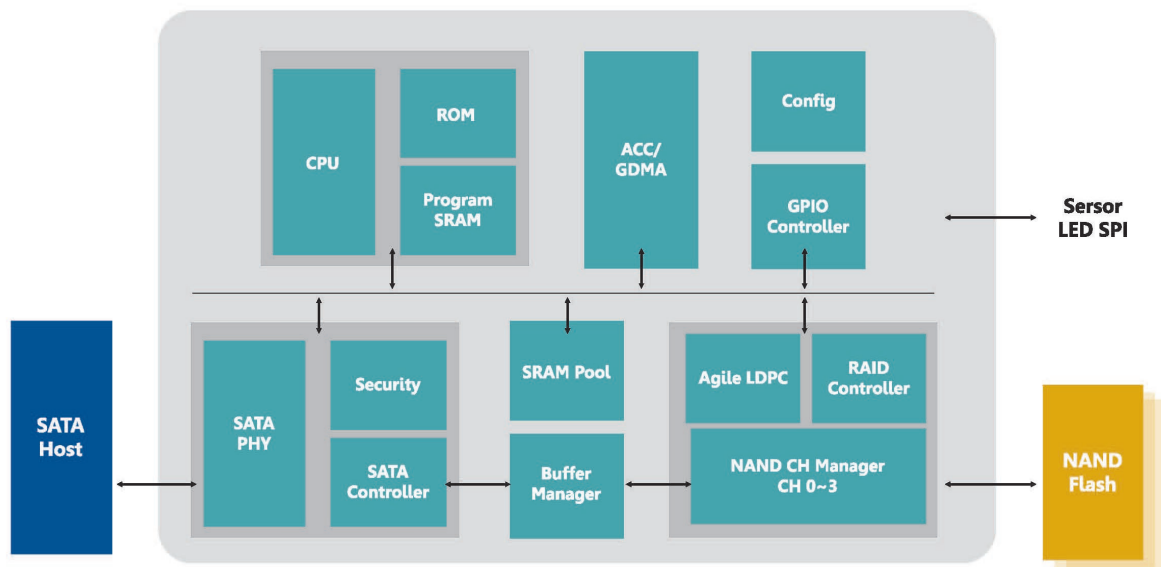 CPU
ROM
Program
SRAM
ACC/
GDMA
Config
GPIO
Controller
Sersor
LED SPI
SATA
Host
SATA
PHY
Security
SATA
Controller
SRAM Pool
Buffer
Manager
Agile LDPC
RAID
Controller
NAND CH Manager
CH 0~3
NAND
Flash